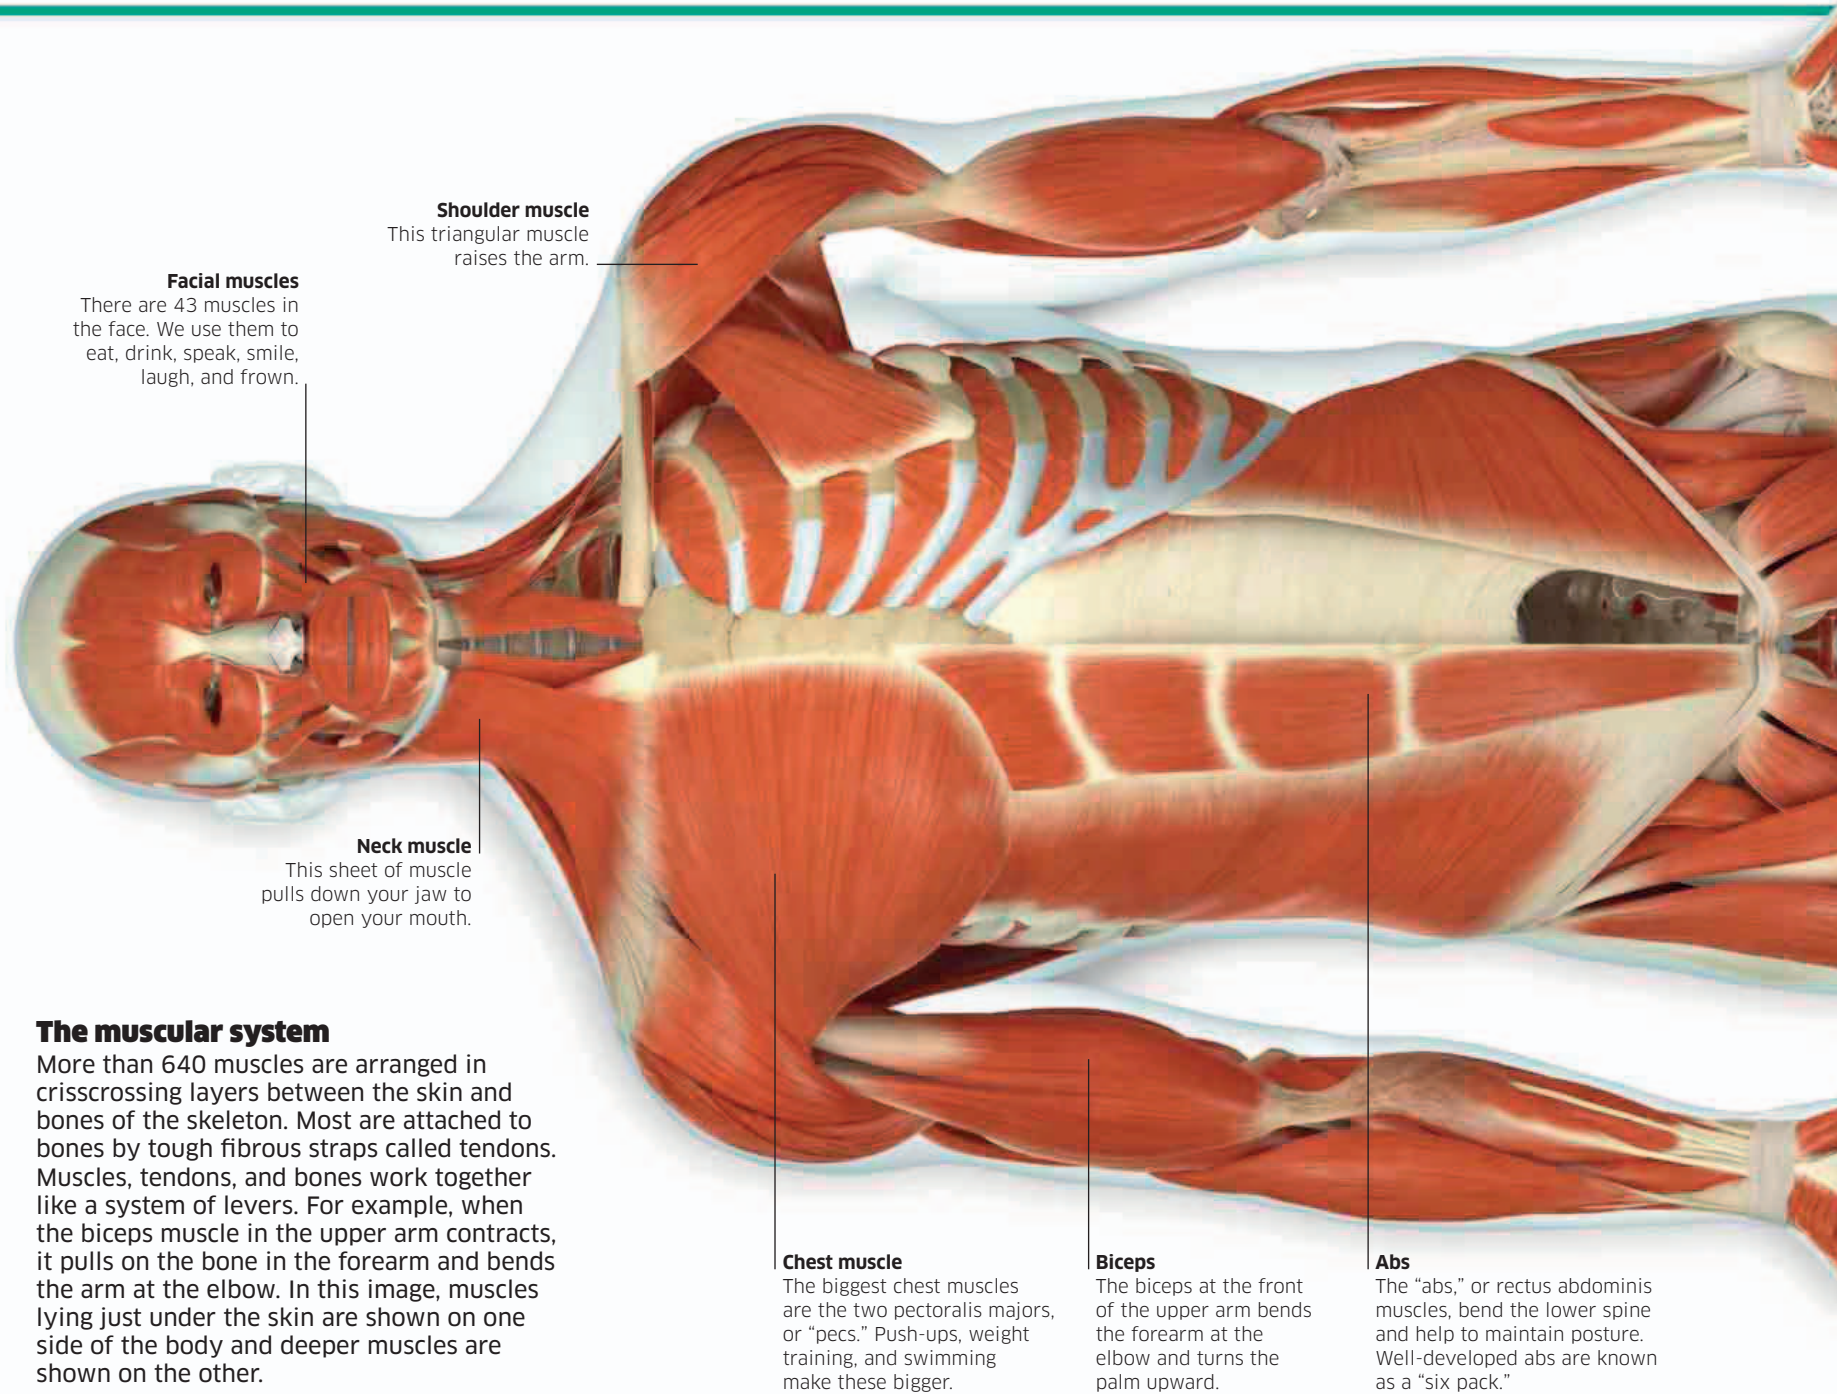 Shoulder muscle
This triangular muscle
raises the arm.
Facial muscles
There are 43 muscles in
the face. We use them to
eat, drink, speak, smile,
laugh, and frown.
Neck muscle
This sheet of muscle
pulls down your jaw to
open your mouth.
The muscular system
More than 640 muscles are arranged in
crisscrossing layers between the skin and
bones of the skeleton. Most are attached to
bones by tough fibrous straps called tendons.
Muscles, tendons, and bones work together
like a system of levers. For example, when
the biceps muscle in the upper arm contracts,
it pulls on the bone in the forearm and bends
the arm at the elbow. In this image, muscles
lying just under the skin are shown on one
side of the body and deeper muscles are
shown on the other.
Chest muscle
The biggest chest muscles
are the two pectoralis majors,
or “pecs.” Push-ups, weight
training, and swimming
make these bigger.
Biceps
The biceps at the front
of the upper arm bends
the forearm at the
elbow and turns the
palm upward.
Abs
The “abs,” or rectus abdominis
muscles, bend the lower spine
and help to maintain posture.
Well-developed abs are known
as a “six pack.”